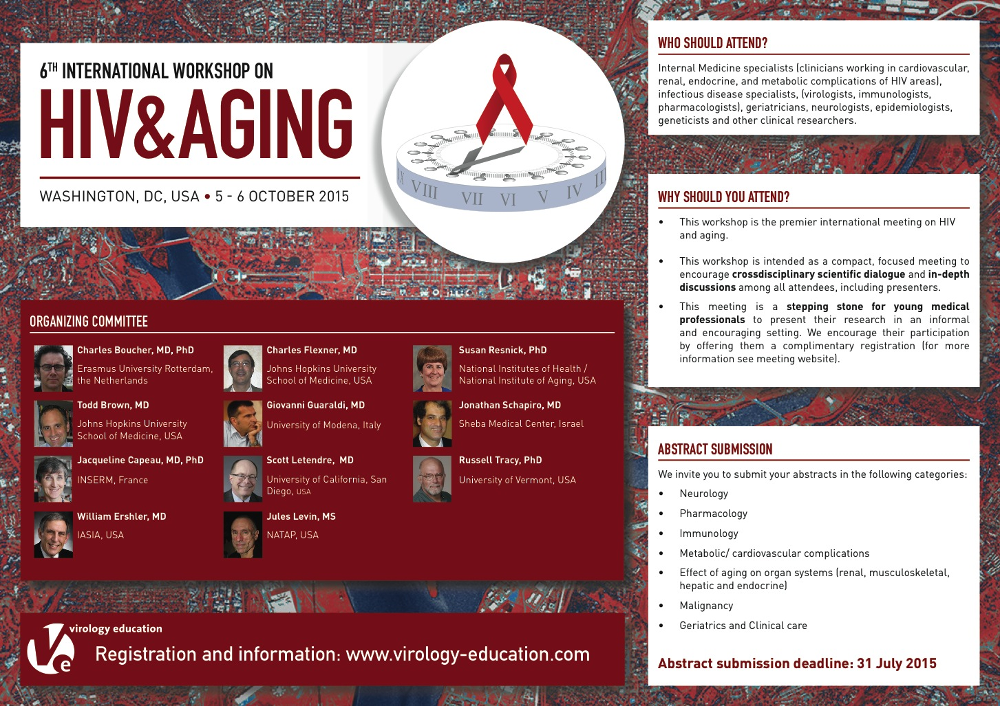 6TH INTERNATIONAL WORKSHOP ON
HIV&AGING
WASHINGTON, DC, USA • 5 - 6 OCTOBER 2015
IX VIII VII VI V IV III
ORGANIZING COMMITTEE
Charles Boucher, MD, PhD
Erasmus University Rotterdam,
the Netherlands
Todd Brown, MD
Johns Hopkins University
School of Medicine, USA
Jacqueline Capeau, MD, PhD
INSERM, France
William Ershler, MD
IASIA, USA
Charles Flexner, MD
Johns Hopkins University
School of Medicine, USA
Giovanni Guaraldi, MD
University of Modena, Italy
Scott Letendre, MD
University of California, San
Diego, USA
Jules Levin, MS
NATAP, USA
Susan Resnick, PhD
National Institutes of Health /
National Institute of Aging, USA
Jonathan Schapiro, MD
Sheba Medical Center, Israel
Russell Tracy, PhD
University of Vermont, USA
virology education
Ve
Registration and information: www.virology-education.com
WHO SHOULD ATTEND?
Internal Medicine specialists (clinicians working in cardiovascular,
renal, endocrine, and metabolic complications of HIV areas),
infectious disease specialists, (virologists, immunologists,
pharmacologists), geriatricians, neurologists, epidemiologists,
geneticists and other clinical researchers.
WHY SHOULD YOU ATTEND?
• This workshop is the premier international meeting on HIV
and aging.
• This workshop is intended as a compact, focused meeting to
encourage crossdisciplinary scientific dialogue and in-depth
discussions among all attendees, including presenters.
• This meeting is a stepping stone for young medical
professionals to present their research in an informal
and encouraging setting. We encourage their participation
by offering them a complimentary registration (for more
information see meeting website).
ABSTRACT SUBMISSION
We invite you to submit your abstracts in the following categories:
• Neurology
• Pharmacology
• Immunology
• Metabolic/ cardiovascular complications
• Effect of aging on organ systems (renal, musculoskeletal,
hepatic and endocrine)
• Malignancy
• Geriatrics and Clinical care
Abstract submission deadline: 31 July 2015